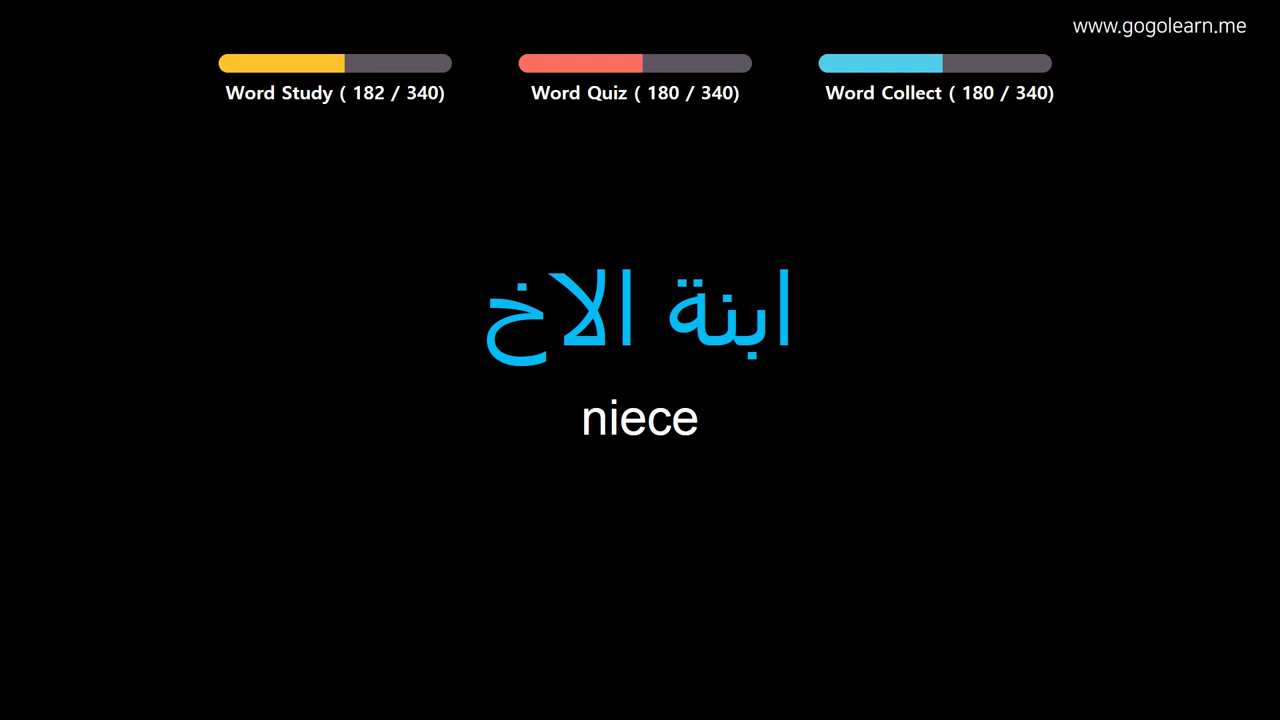 www.gogolearn.me
Word Study ( 182 / 340)
Word Quiz ( 180 / 340)
Word Collect ( 180 / 340)
ابنة الاخ
niece